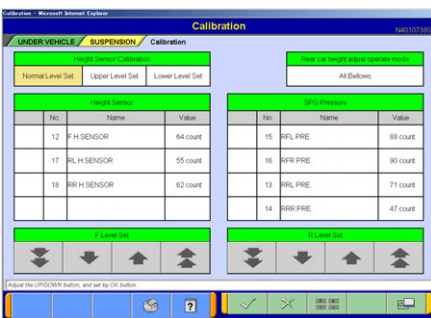 Calibration - Microsoft Internet Explorer
Calibration
N40107380
UNDER VEHICLE SUSPENSION Calibration
Height Sensor Calibration
Rear car height adjust operate mode
Normal Level Set Upper Level Set Lower Level Set
All Bellows
Height Sensor
SPG Pressure
No. Name Value
No. Name Value
12 F H.SENSOR 64 count
15 RFL PRE. 88 count
17 RL H.SENSOR 55 count
16 RFR PRE. 90 count
18 RR H.SENSOR 62 count
13 RRL PRE. 71 count
14 RRR PRE. 47 count
F Level Set
R Level Set
Adjust the UP/DOWN button, and set by OK button.
?